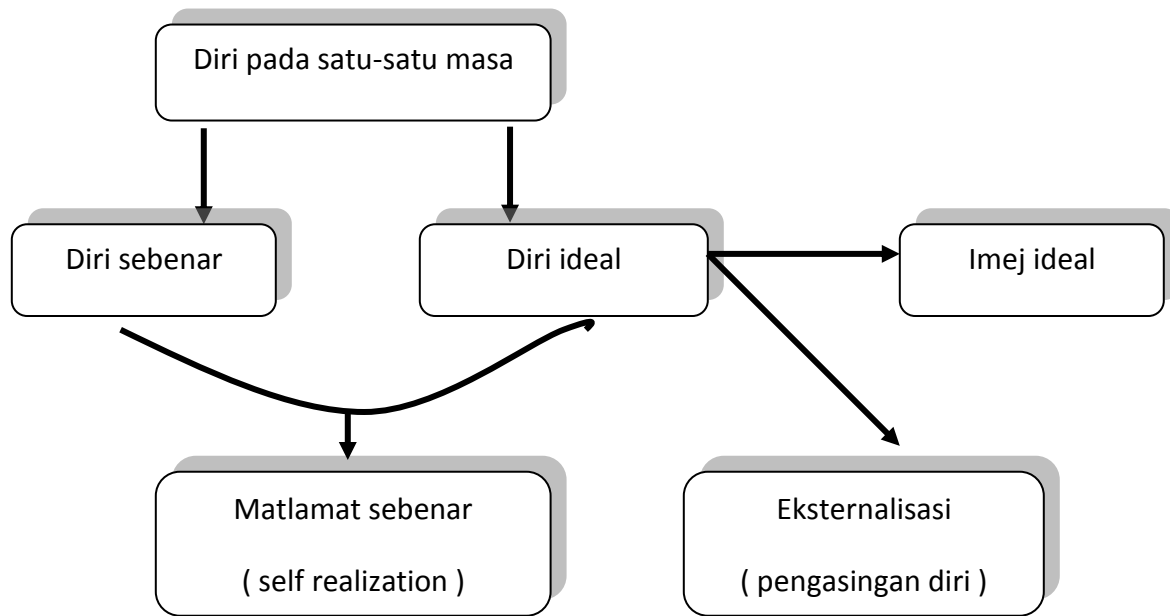 Diri pada satu-satu masa
Diri sebenar
Diri ideal
Imej ideal
Matlamat sebenar
( self realization )
Eksternalisasi
( pengasingan diri )